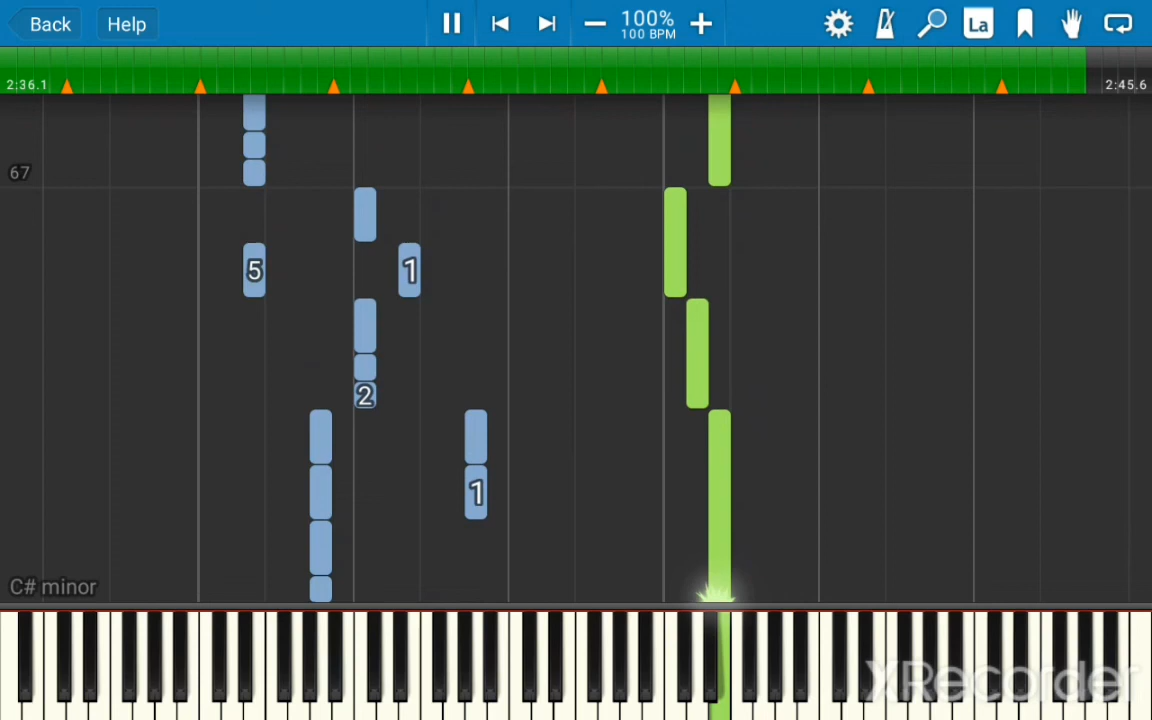 Back
Help
100%
100 BPM
La
2:36.1
2:45.6
67
5
1
2
1
C# minor
XRecorder